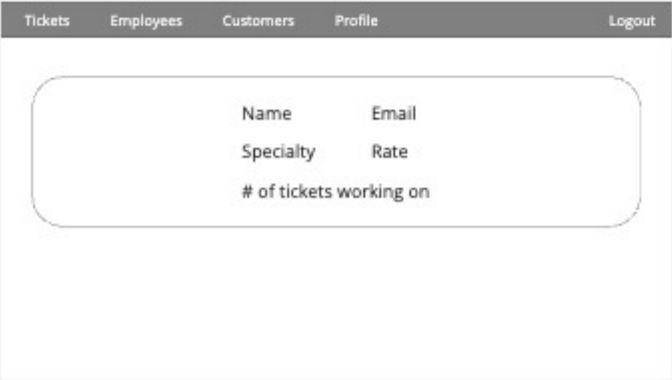 Tickets Employees Customers Profile Logout
Name Email
Specialty Rate
# of tickets working on